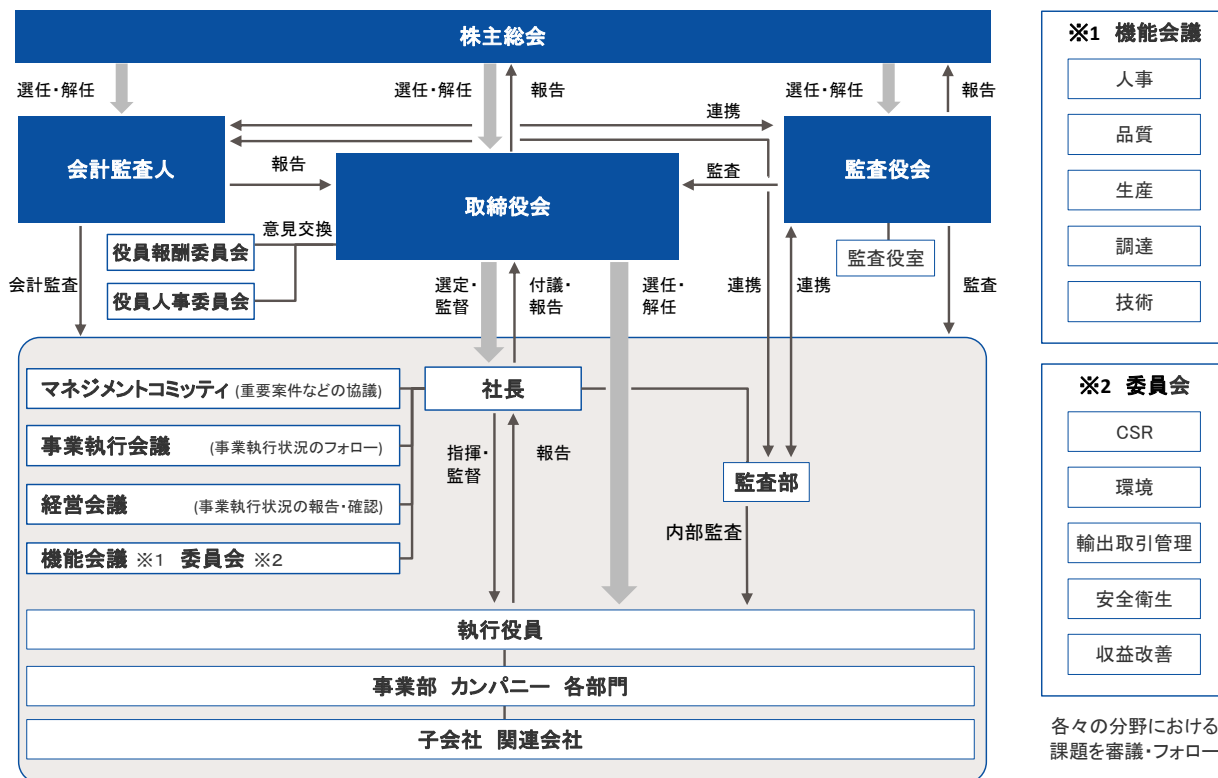 株主総会
選任・解任
選任・解任
報告
選任・解任
報告
連携
会計監査人
報告
取締役会
監査
監査役会
意見交換
役員報酬委員会
役員人事委員会
監査役室
会計監査
選定・
監督
付議・
報告
選任・
解任
連携
連携
監査
マネジメントコミッティ (重要案件などの協議)
社長
事業執行会議 (事業執行状況のフォロー)
指揮・
監督
報告
監査部
経営会議 (事業執行状況の報告・確認)
内部監査
機能会議 ※1 委員会 ※2
執行役員
事業部 カンパニー 各部門
子会社 関連会社
※1 機能会議
人事
品質
生産
調達
技術
※2 委員会
CSR
環境
輸出取引管理
安全衛生
収益改善
各々の分野における
課題を審議・フォロー